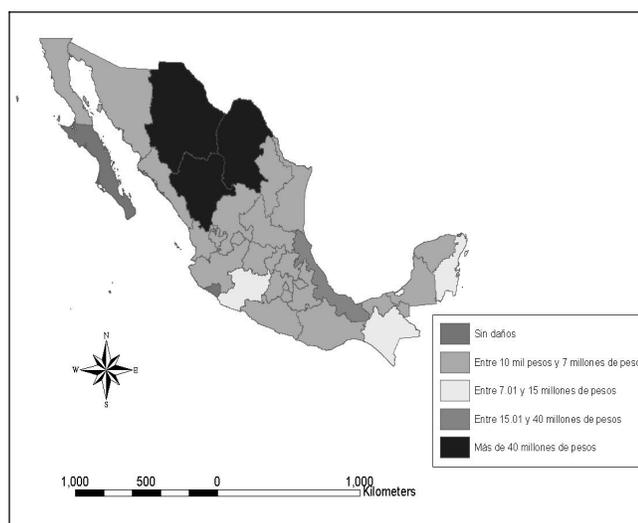 N
W E
S
Sin daños
Entre 10 mil pesos y 7 millones de peso
Entre 7.01 y 15 millones de pesos
Entre 15.01 y 40 millones de pesos
Más de 40 millones de pesos
1,000 500 0 1,000
Kilometers